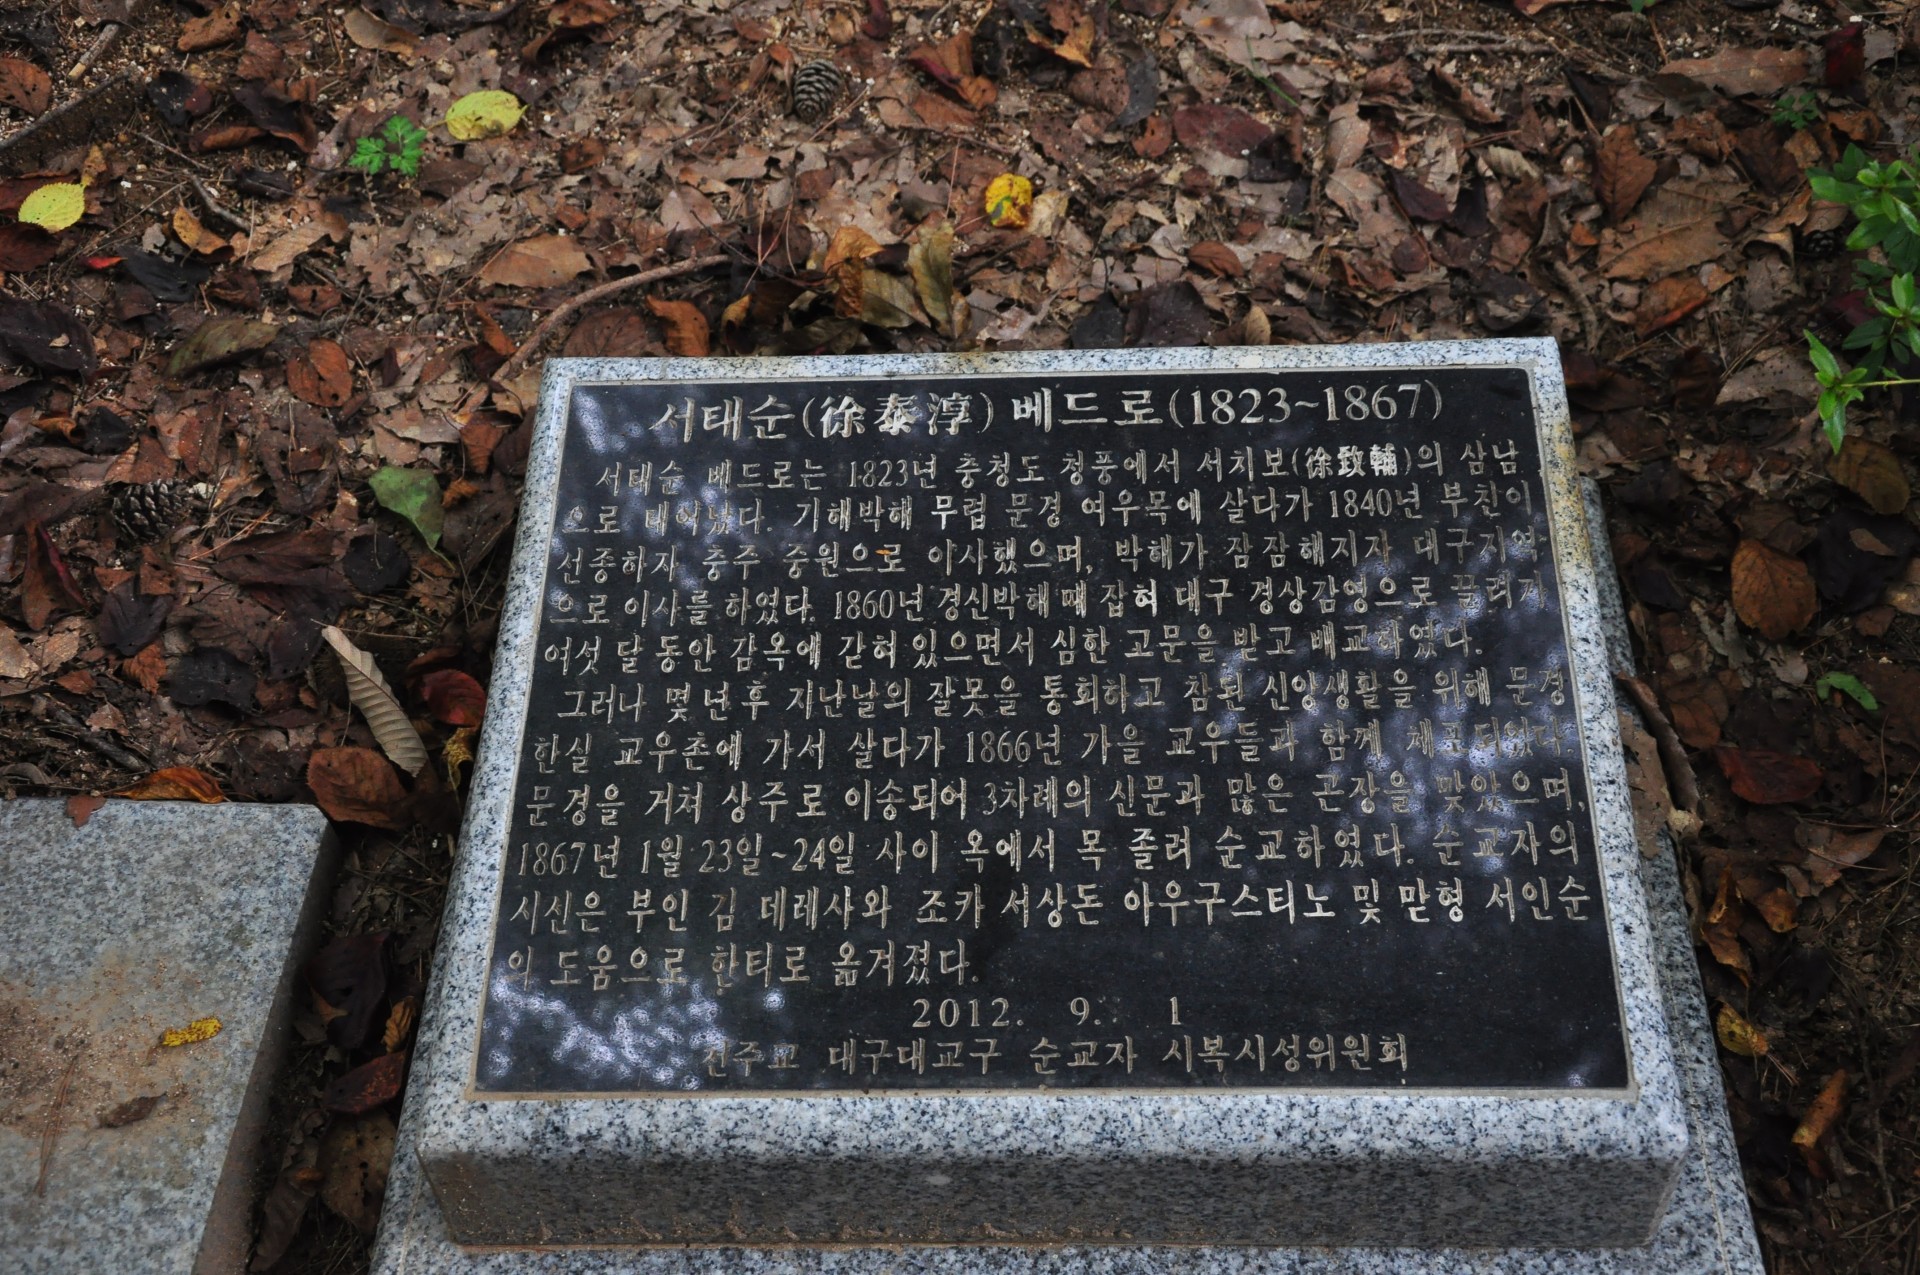 서태순(徐泰淳) 베드로(1823~1867)
서태순 베드로는 1823년 충청도 청풍에서 서치보(徐致輔)의 삼남
으로 태어났다. 기해박해 무렵 문경 여우목에 살다가 1840년 부친이
선종하자 충주 중원으로 이사했으며, 박해가 잠잠해지자 대구지역
으로 이사를 하였다. 1860년 경신박해 때 잡혀 대구 경상감영으로 끌려가
여섯 달 동안 감옥에 갇혀 있으면서 심한 고문을 받고 배교하였다.
그러나 몇 년 후 지난날의 잘못을 통회하고 참된 신앙생활을 위해 문경
한실 교우촌에 가서 살다가 1866년 가을 교우들과 함께 체포되었다.
문경을 거쳐 상주로 이송되어 3차례의 신문과 많은 곤장을 맞았으며,
1867년 1월 23일~24일 사이 옥에서 목 졸려 순교하였다. 순교자의
시신은 부인 김 데레사와 조카 서상돈 아우구스티노 및 맏형 서인순
의 도움으로 한티로 옮겨졌다.
2012. 9. 1
천주교 대구대교구 순교자 시복시성위원회